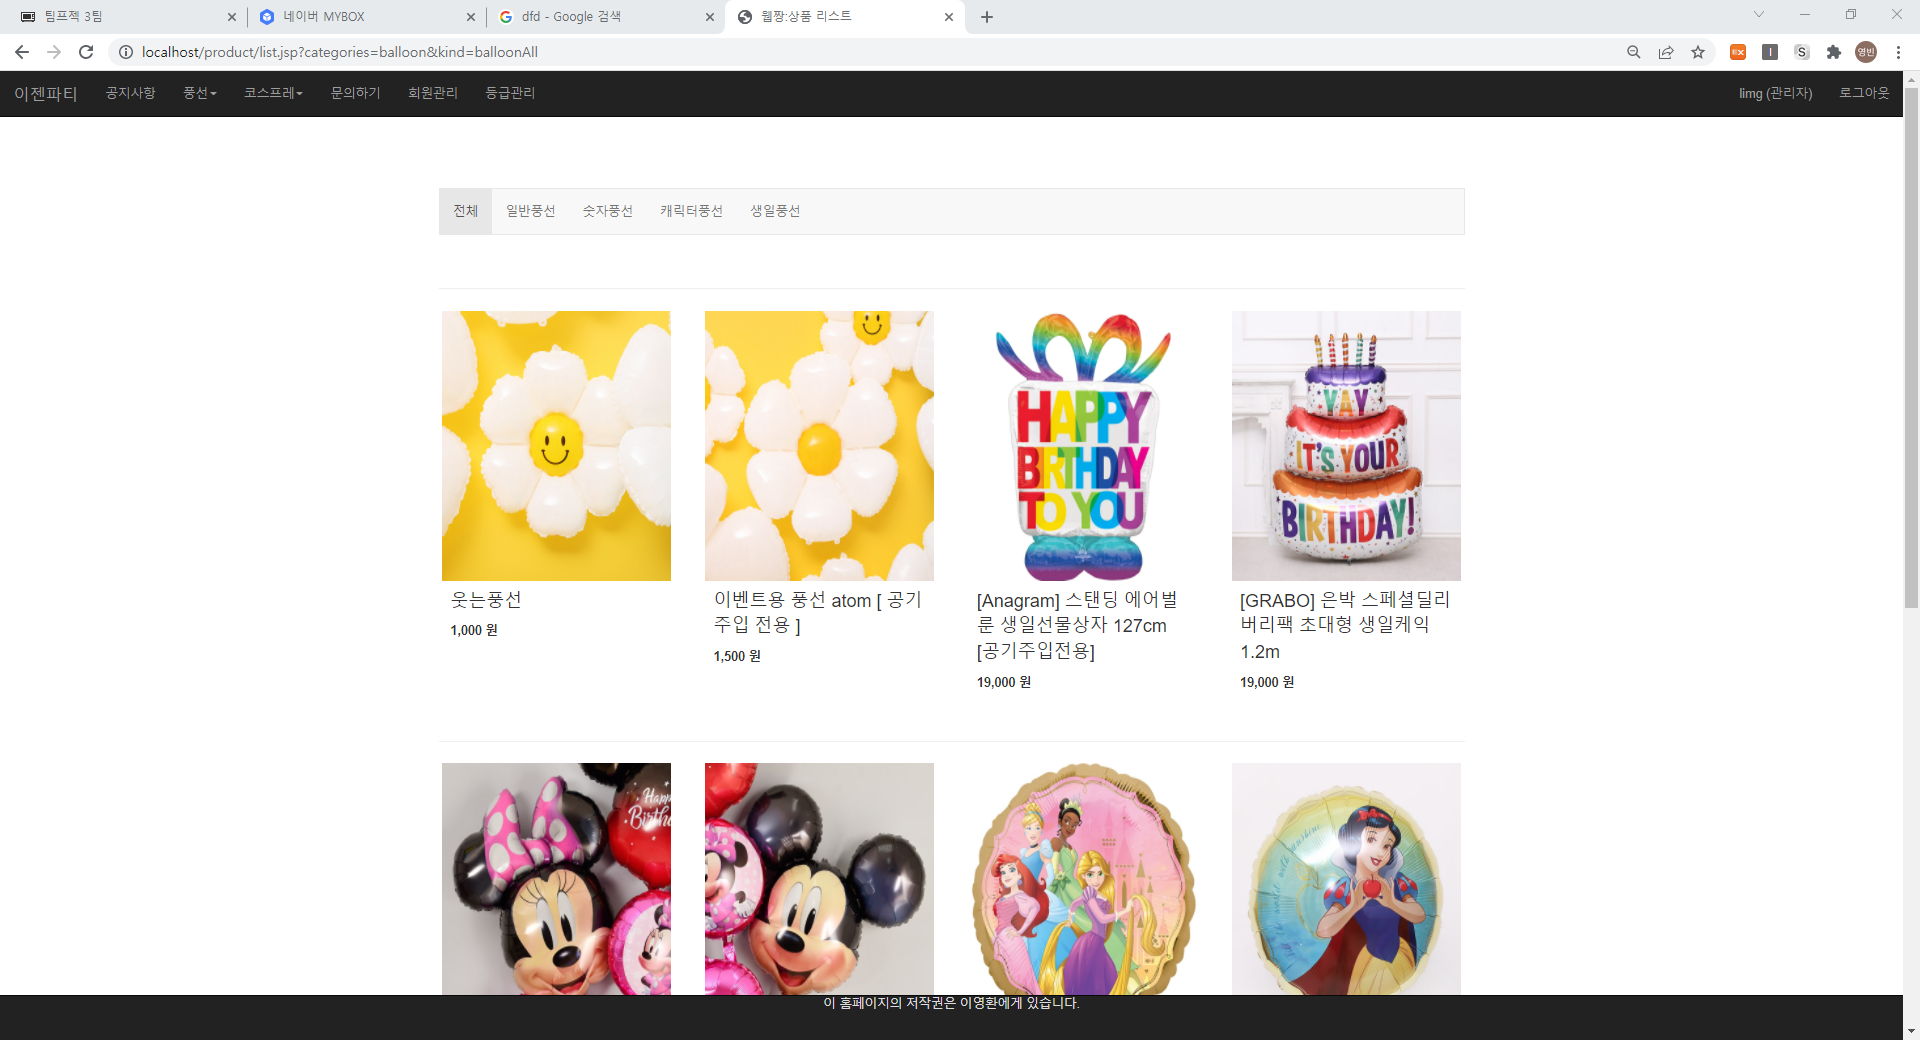 팀프젝 3팀
네이버 MYBOX
dfd - Google 검색
웹짱:상품 리스트
localhost/product/list.jsp?categories=balloon&kind=balloonAll
EX
I
S
영빈
이젠파티 공지사항 풍선 코스프레 문의하기 회원관리 등급관리
limg (관리자) 로그아웃
전체 일반풍선 숫자풍선 캐릭터풍선 생일풍선
HAPPY
BIRTHDAY
TO YOU
YAY
IT'S YOUR
BIRTHDAY!
웃는풍선
1,000 원
이벤트용 풍선 atom [ 공기
주입 전용 ]
1,500 원
[Anagram] 스탠딩 에어벌
룬 생일선물상자 127cm
[공기주입전용]
19,000 원
[GRABO] 은박 스페셜딜리
버리팩 초대형 생일케익
1.2m
19,000 원
이 홈페이지의 저작권은 이영환에게 있습니다.